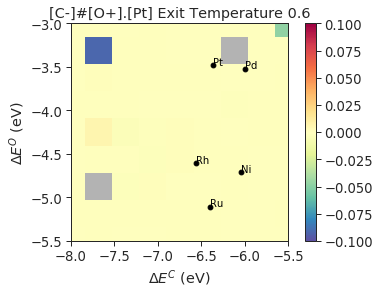 [C-]#[O+].[Pt] Exit Temperature 0.6
−3.0
−3.5
−4.0
−4.5
−5.0
−5.5
ΔE^O (eV)
Pt
Pd
Rh
Ni
Ru
−8.0 −7.5 −7.0 −6.5 −6.0 −5.5
ΔE^C (eV)
0.100
0.075
0.050
0.025
0.000
−0.025
−0.050
−0.075
−0.100